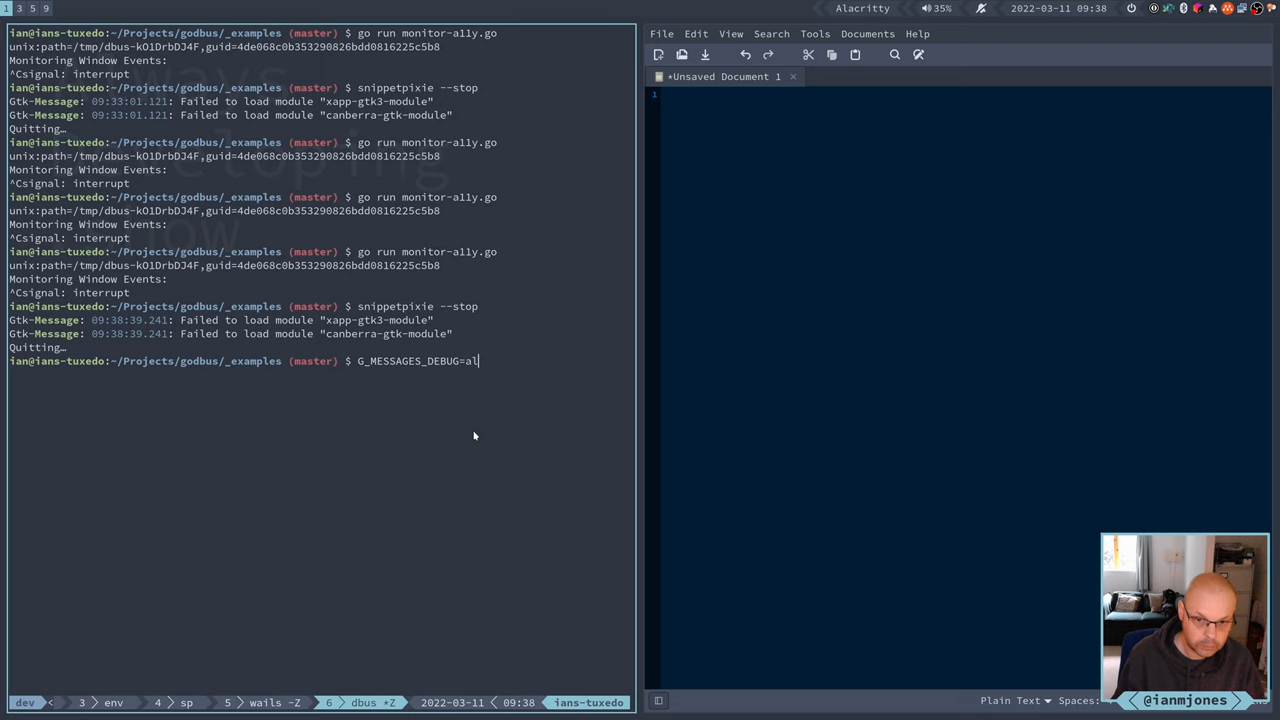 1 3 5 9
Alacritty
35%
2022-03-11 09:38
ian@ians-tuxedo:~/Projects/godbus/_examples (master) $ go run monitor-a11y.go
unix:path=/tmp/dbus-kO1DrbDJ4F,guid=4de068c0b353290826bdd0816225c5b8
Monitoring Window Events:
^Csignal: interrupt
ian@ians-tuxedo:~/Projects/godbus/_examples (master) $ snippetpixie --stop
Gtk-Message: 09:33:01.121: Failed to load module "xapp-gtk3-module"
Gtk-Message: 09:33:01.121: Failed to load module "canberra-gtk-module"
Quitting…
ian@ians-tuxedo:~/Projects/godbus/_examples (master) $ go run monitor-a11y.go
unix:path=/tmp/dbus-kO1DrbDJ4F,guid=4de068c0b353290826bdd0816225c5b8
Monitoring Window Events:
^Csignal: interrupt
ian@ians-tuxedo:~/Projects/godbus/_examples (master) $ go run monitor-a11y.go
unix:path=/tmp/dbus-kO1DrbDJ4F,guid=4de068c0b353290826bdd0816225c5b8
Monitoring Window Events:
^Csignal: interrupt
ian@ians-tuxedo:~/Projects/godbus/_examples (master) $ go run monitor-a11y.go
unix:path=/tmp/dbus-kO1DrbDJ4F,guid=4de068c0b353290826bdd0816225c5b8
Monitoring Window Events:
^Csignal: interrupt
ian@ians-tuxedo:~/Projects/godbus/_examples (master) $ snippetpixie --stop
Gtk-Message: 09:38:39.241: Failed to load module "xapp-gtk3-module"
Gtk-Message: 09:38:39.241: Failed to load module "canberra-gtk-module"
Quitting…
ian@ians-tuxedo:~/Projects/godbus/_examples (master) $ G_MESSAGES_DEBUG=al
dev < 3 > env 4 > sp 5 > wails -Z 6 > dbus *Z 2022-03-11 < 09:38 ians-tuxedo
File Edit View Search Tools Documents Help
*Unsaved Document 1 ×
1
Plain Text Spaces:
@ianmjones